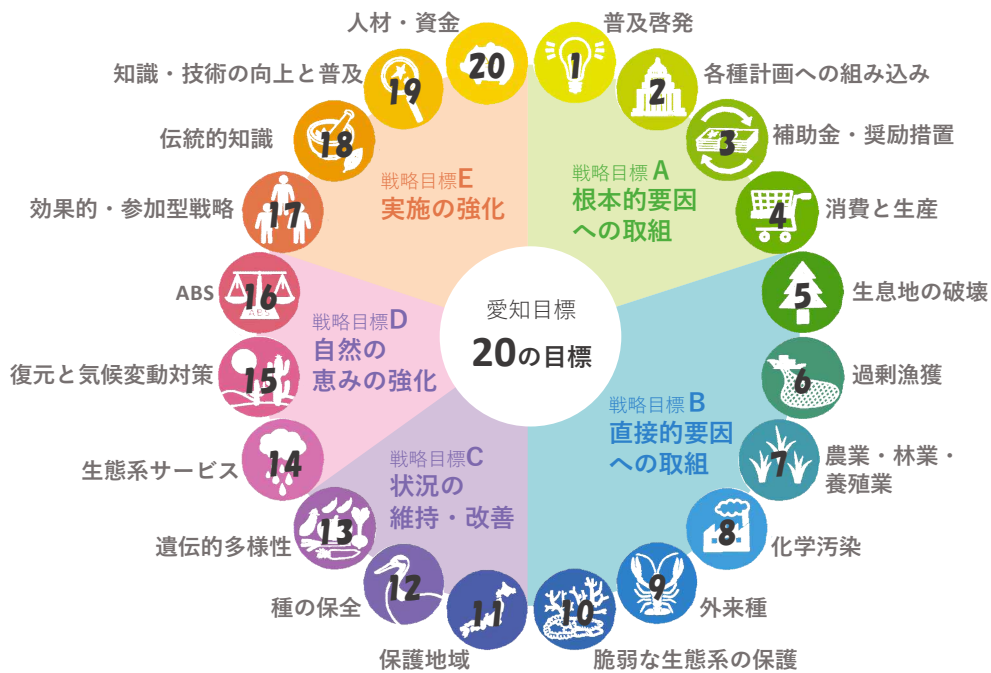 愛知目標
20の目標
戦略目標 A
根本的要因
への取組
1
普及啓発
2
各種計画への組み込み
3
補助金・奨励措置
4
消費と生産
戦略目標 B
直接的要因
への取組
5
生息地の破壊
6
過剰漁獲
7
農業・林業・
養殖業
8
化学汚染
9
外来種
10
脆弱な生態系の保護
戦略目標C
状況の
維持・改善
11
保護地域
12
種の保全
13
遺伝的多様性
戦略目標D
自然の
恵みの強化
14
生態系サービス
15
復元と気候変動対策
16
ABS
ABS
戦略目標E
実施の強化
17
効果的・参加型戦略
18
伝統的知識
19
知識・技術の向上と普及
20
人材・資金